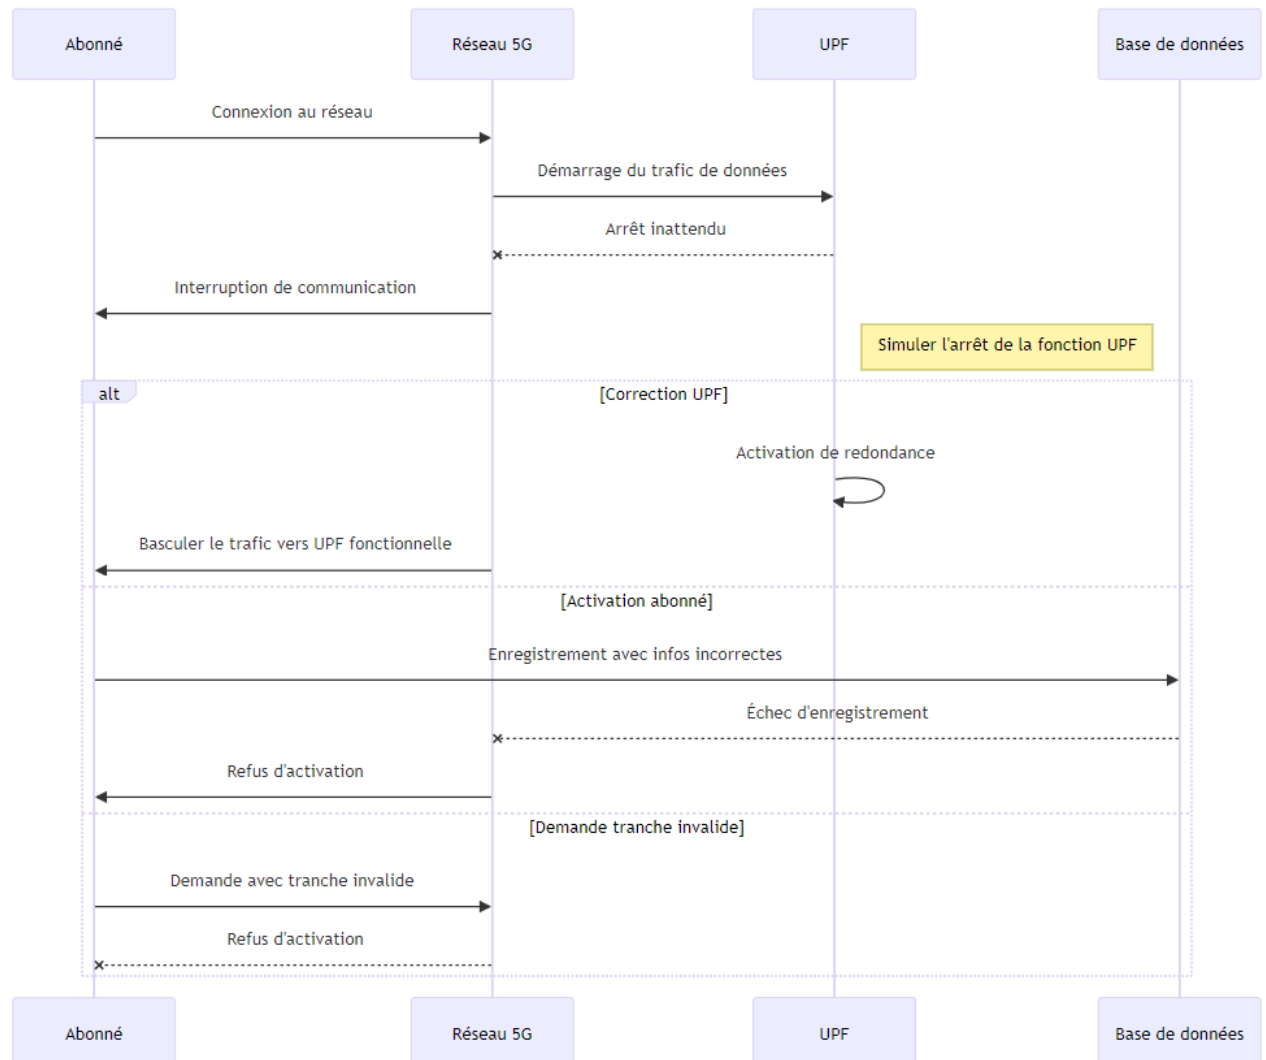 Abonné
Réseau 5G
UPF
Base de données
Connexion au réseau
Démarrage du trafic de données
Arrêt inattendu
Interruption de communication
Simuler l'arrêt de la fonction UPF
alt
[Correction UPF]
Activation de redondance
Basculer le trafic vers UPF fonctionnelle
[Activation abonné]
Enregistrement avec infos incorrectes
Échec d'enregistrement
Refus d'activation
[Demande tranche invalide]
Demande avec tranche invalide
Refus d'activation
Abonné
Réseau 5G
UPF
Base de données